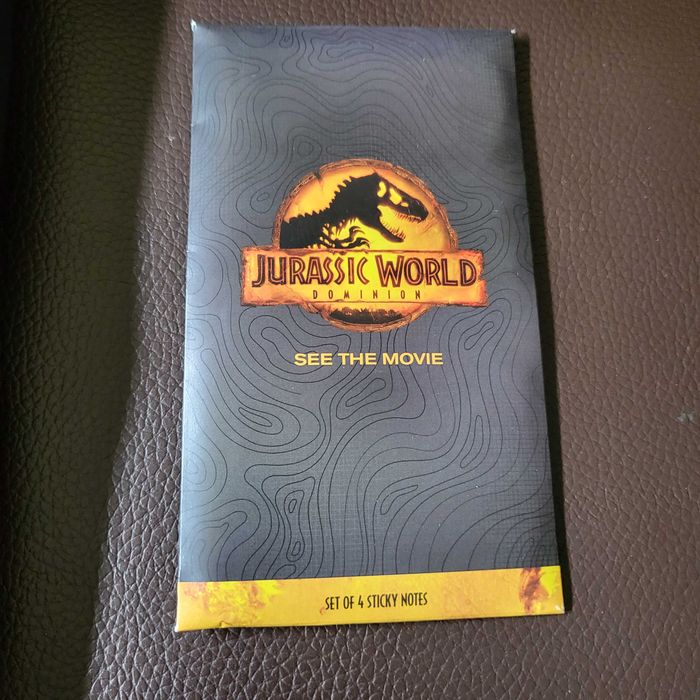 JURASSIC WORLD
DOMINION
SEE THE MOVIE
SET OF 4 STICKY NOTES